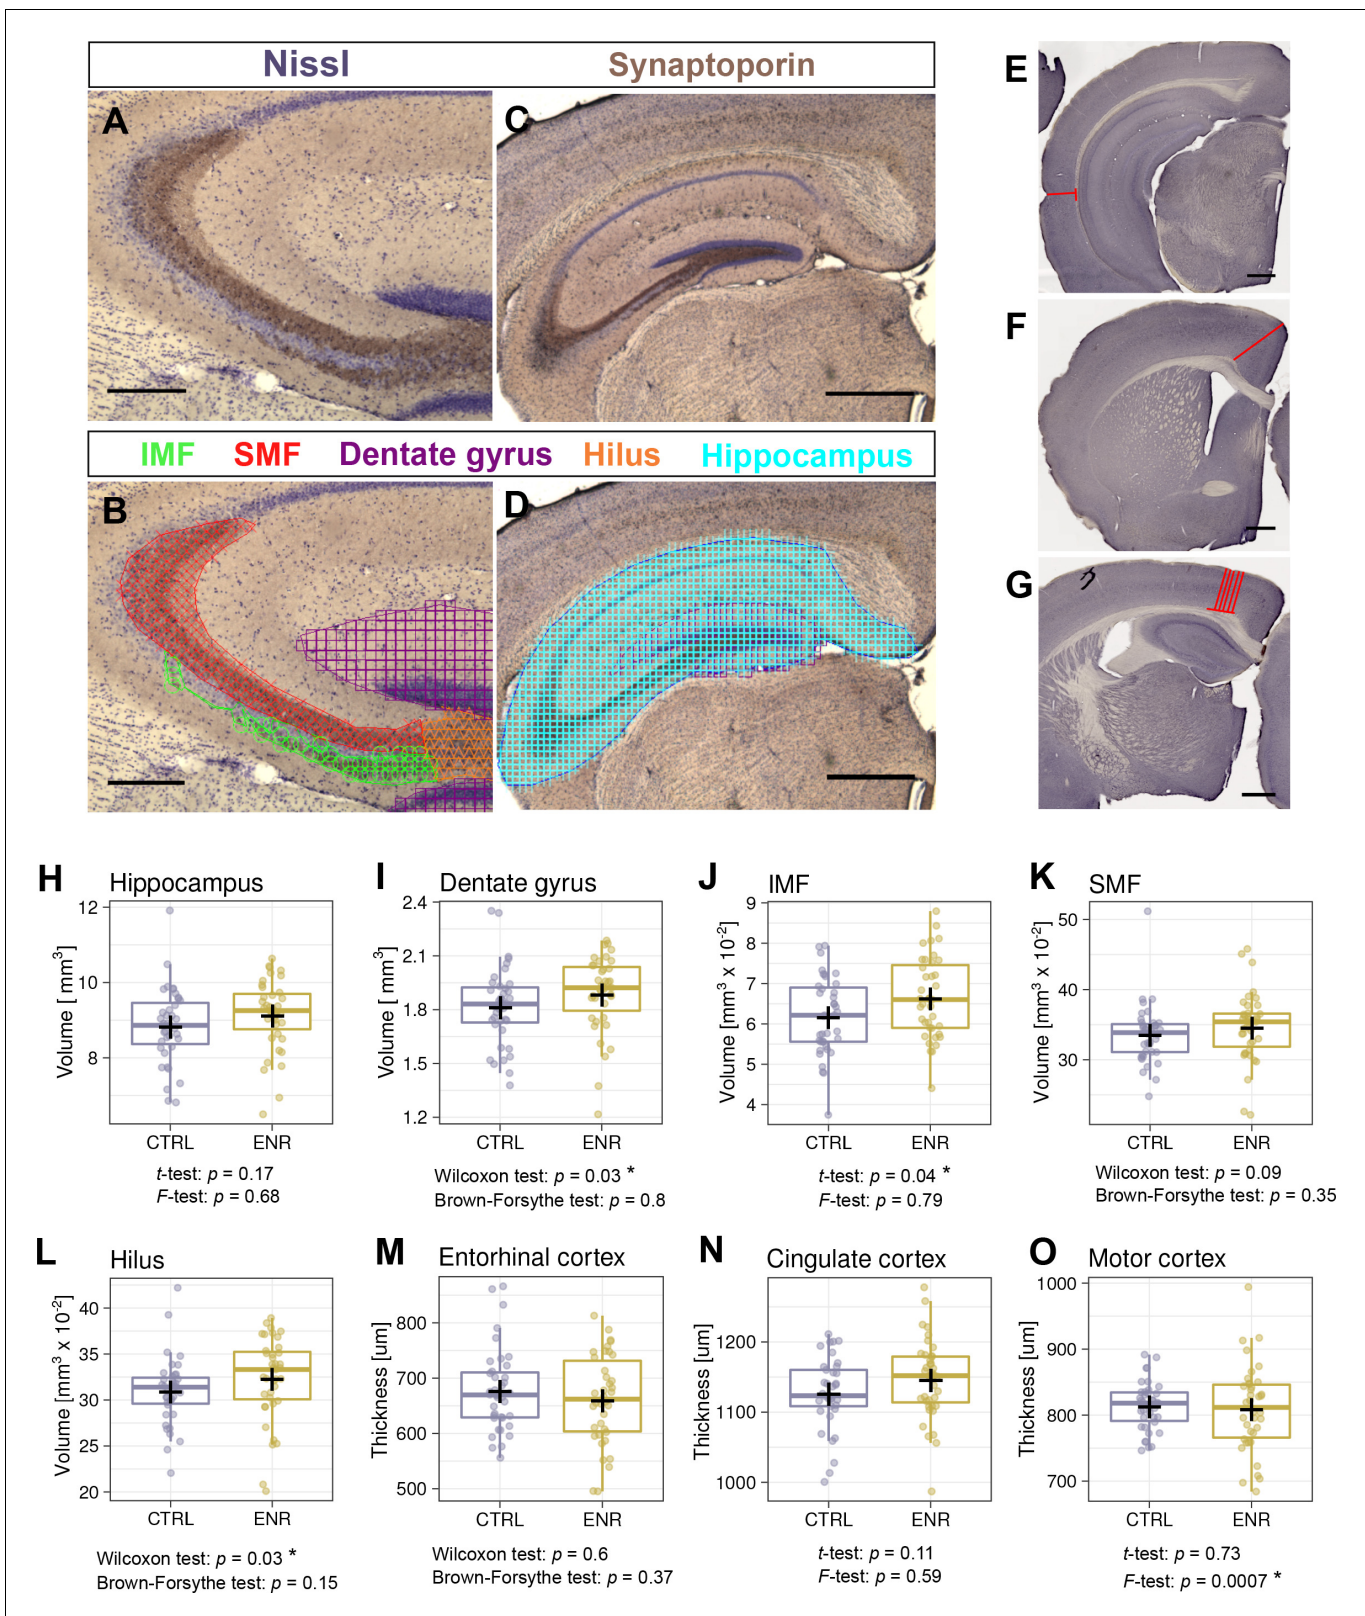 Nissl Synaptoporin
A
C
E
F
IMF SMF Dentate gyrus Hilus Hippocampus
B
D
G
H Hippocampus
Volume [ mm³]
12
10
8
CTRL ENR
t-test: p = 0.17
F-test: p = 0.68
I Dentate gyrus
Volume [ mm³]
2.4
2.1
1.8
1.5
1.2
CTRL ENR
Wilcoxon test: p = 0.03 *
Brown-Forsythe test: p = 0.8
J IMF
Volume [mm³ x 10⁻²]
9
8
7
6
5
4
CTRL ENR
t-test: p = 0.04 *
F-test: p = 0.79
K SMF
Volume [mm³ x 10⁻²]
50
40
30
CTRL ENR
Wilcoxon test: p = 0.09
Brown-Forsythe test: p = 0.35
L Hilus
Volume [mm³ x 10⁻²]
40
35
30
25
20
CTRL ENR
Wilcoxon test: p = 0.03 *
Brown-Forsythe test: p = 0.15
M Entorhinal cortex
Thickness [um]
800
700
600
500
CTRL ENR
Wilcoxon test: p = 0.6
Brown-Forsythe test: p = 0.37
N Cingulate cortex
Thickness [um]
1200
1100
1000
CTRL ENR
t-test: p = 0.11
F-test: p = 0.59
O Motor cortex
Thickness [um]
1000
900
800
700
CTRL ENR
t-test: p = 0.73
F-test: p = 0.0007 *